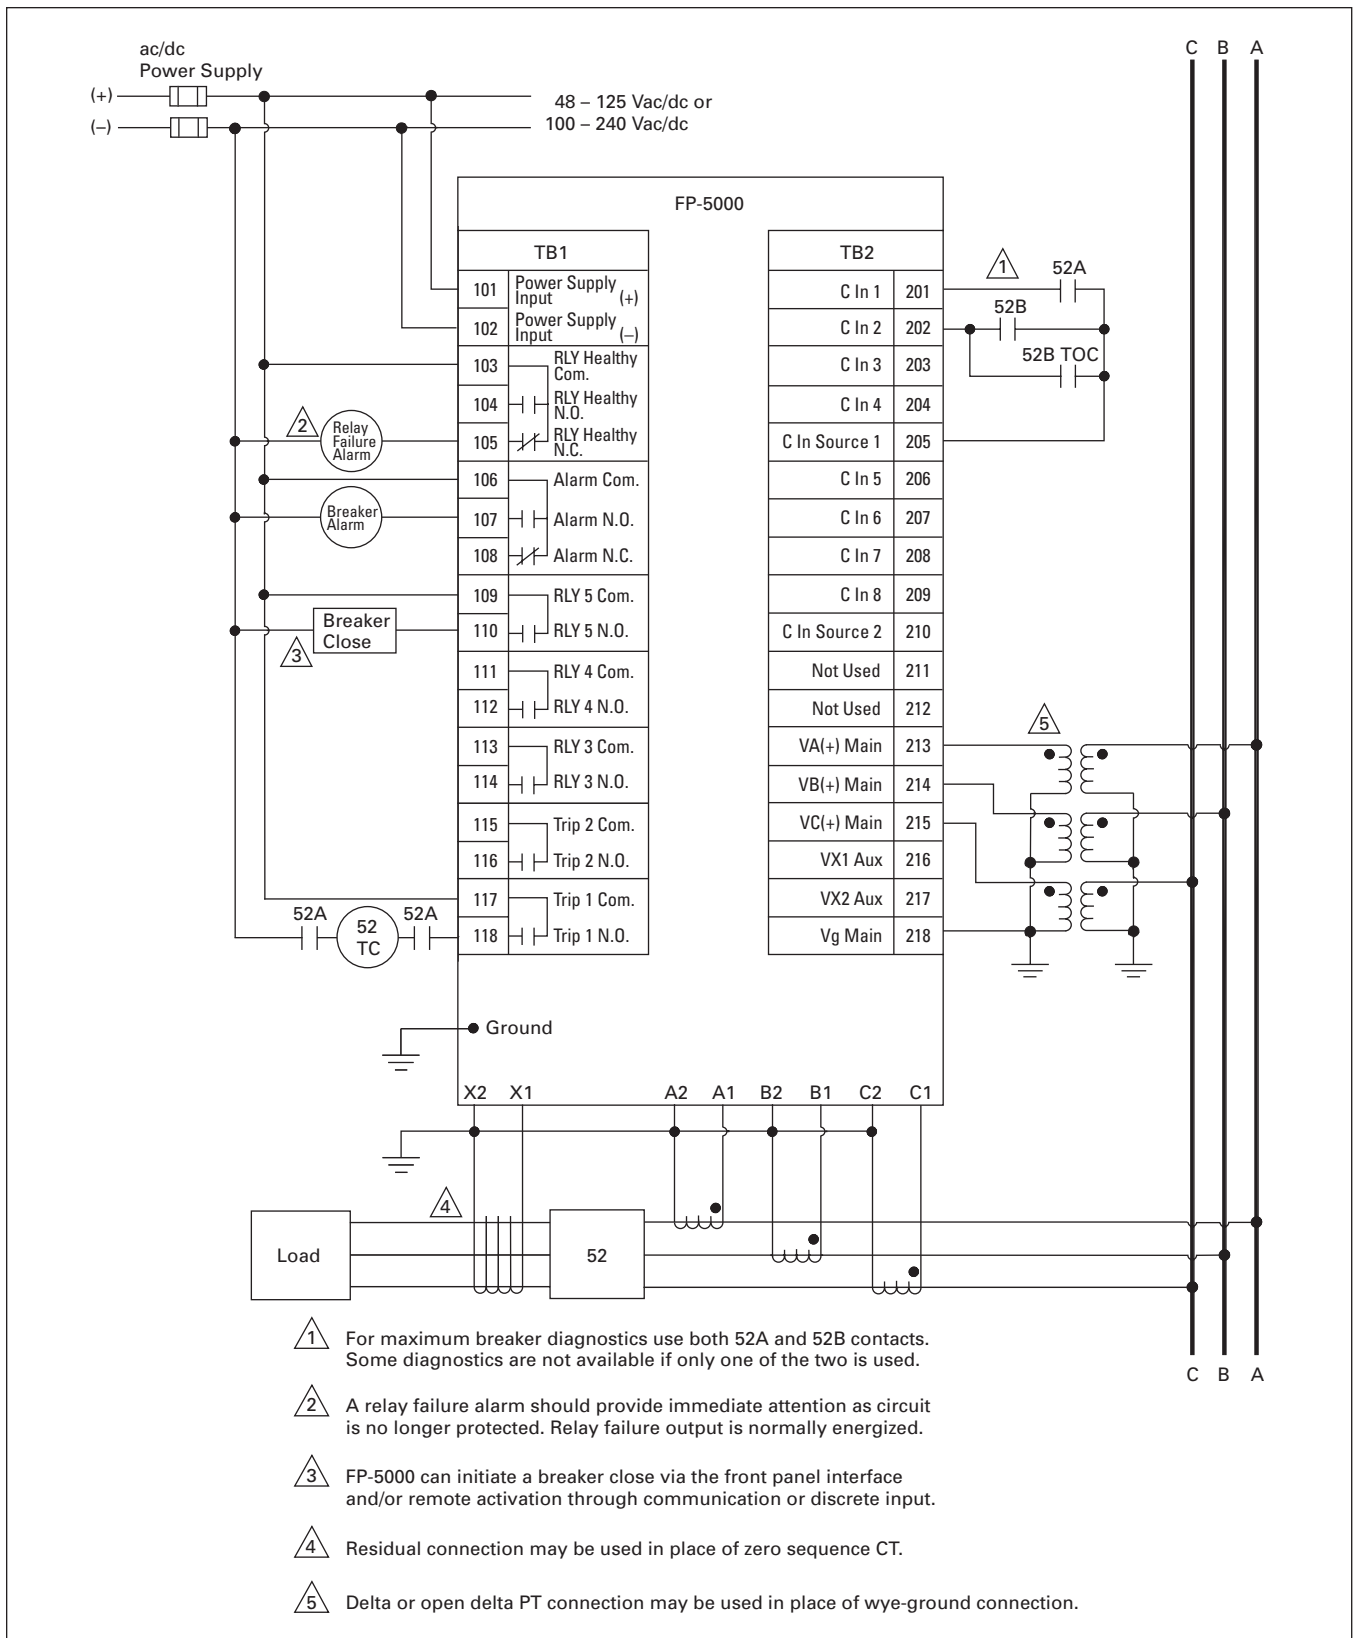 ac/dc
Power Supply
(+)
(–)
48 – 125 Vac/dc or
100 – 240 Vac/dc
C B A
FP-5000
TB1
101 Power Supply Input (+)
102 Power Supply Input (–)
103 RLY Healthy Com.
104 RLY Healthy N.O.
105 RLY Healthy N.C.
106 Alarm Com.
107 Alarm N.O.
108 Alarm N.C.
109 RLY 5 Com.
110 RLY 5 N.O.
111 RLY 4 Com.
112 RLY 4 N.O.
113 RLY 3 Com.
114 RLY 3 N.O.
115 Trip 2 Com.
116 Trip 2 N.O.
117 Trip 1 Com.
118 Trip 1 N.O.
2
Relay
Failure
Alarm
Breaker
Alarm
Breaker
Close
3
52A
52
TC
52A
TB2
C In 1 201
C In 2 202
C In 3 203
C In 4 204
C In Source 1 205
C In 5 206
C In 6 207
C In 7 208
C In 8 209
C In Source 2 210
Not Used 211
Not Used 212
VA(+) Main 213
VB(+) Main 214
VC(+) Main 215
VX1 Aux 216
VX2 Aux 217
Vg Main 218
1
52A
52B
52B TOC
5
Ground
X2 X1 A2 A1 B2 B1 C2 C1
4
Load
52
C B A
1 For maximum breaker diagnostics use both 52A and 52B contacts.
Some diagnostics are not available if only one of the two is used.
2 A relay failure alarm should provide immediate attention as circuit
is no longer protected. Relay failure output is normally energized.
3 FP-5000 can initiate a breaker close via the front panel interface
and/or remote activation through communication or discrete input.
4 Residual connection may be used in place of zero sequence CT.
5 Delta or open delta PT connection may be used in place of wye-ground connection.